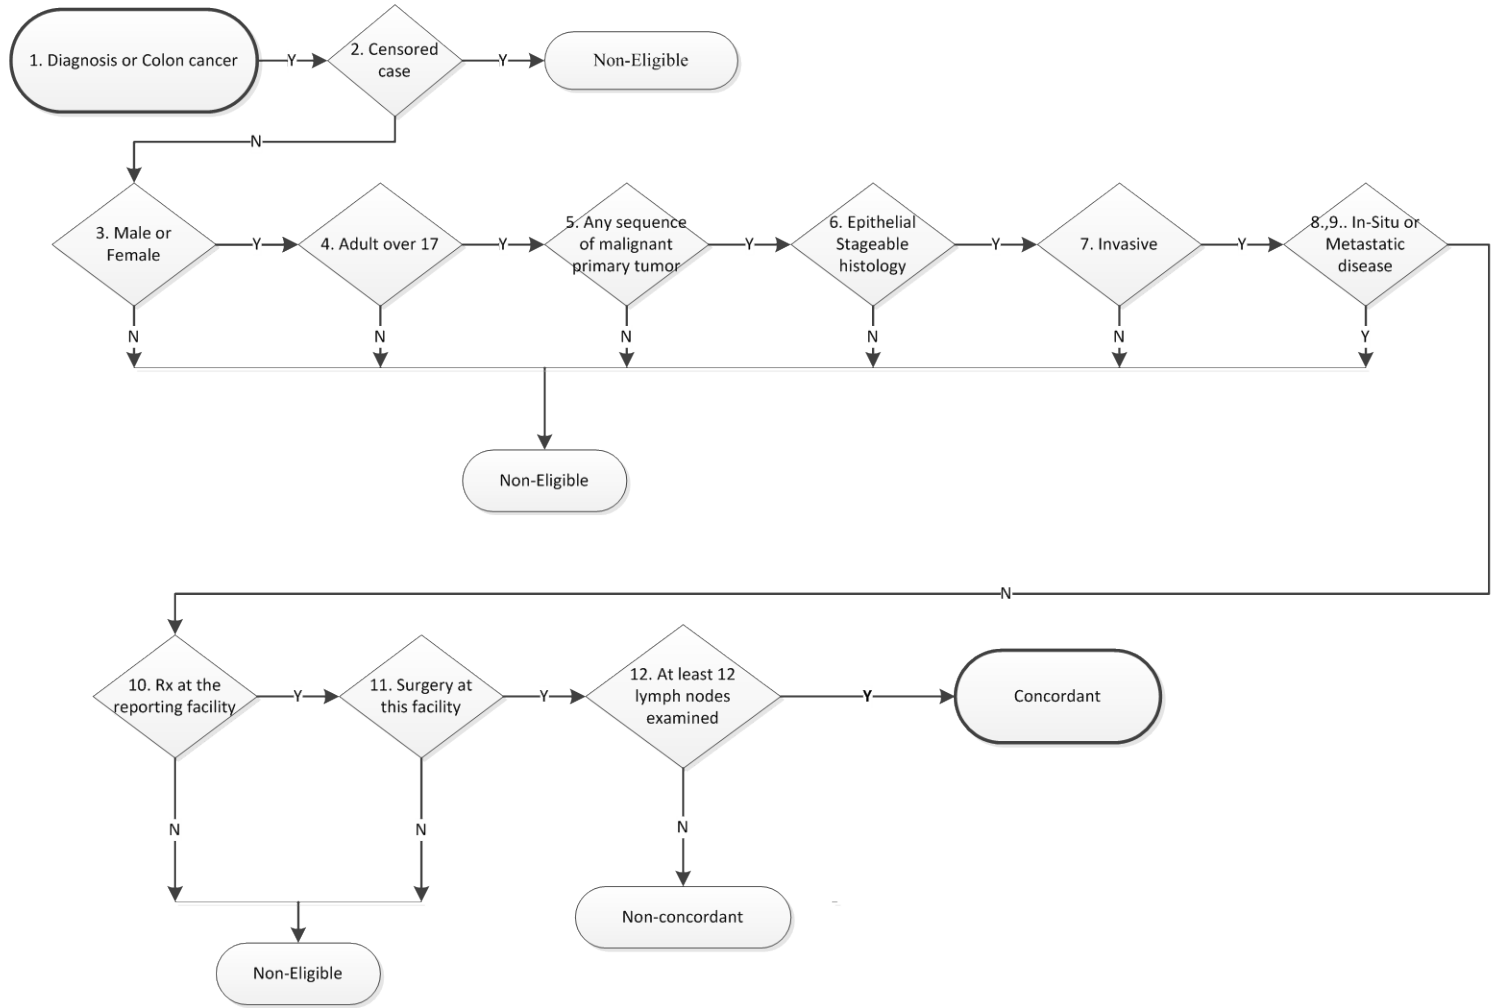 1. Diagnosis or Colon cancer
Y
2. Censored
case
Y
Non-Eligible
N
3. Male or
Female
Y
4. Adult over 17
Y
5. Any sequence
of malignant
primary tumor
Y
6. Epithelial
Stageable
histology
Y
7. Invasive
Y
8.,9.. In-Situ or
Metastatic
disease
N
N
N
N
N
Y
Non-Eligible
N
10. Rx at the
reporting facility
Y
11. Surgery at
this facility
Y
12. At least 12
lymph nodes
examined
Y
Concordant
N
N
N
Non-concordant
Non-Eligible